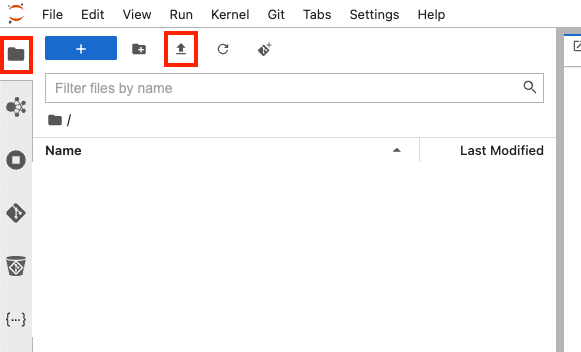 File Edit View Run Kernel Git Tabs Settings Help
Filter files by name
/
Name Last Modified
{...}